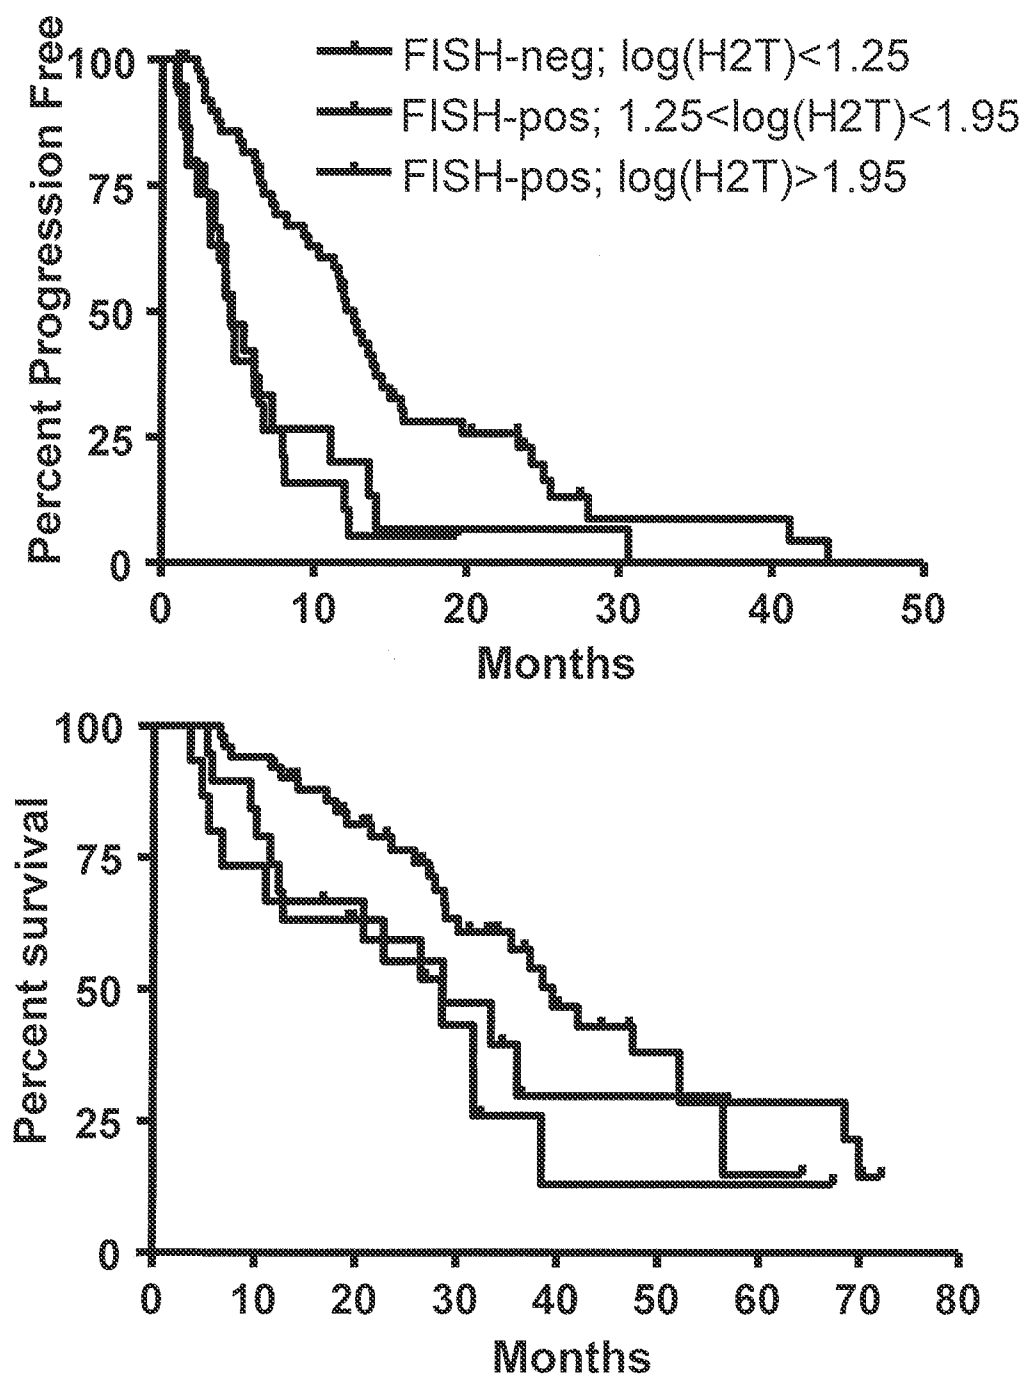 Percent Progression Free
100
75
50
25
0
FISH-neg; log(H2T)<1.25
FISH-pos; 1.25<log(H2T)<1.95
FISH-pos; log(H2T)>1.95
0 10 20 30 40 50
Months
Percent survival
100
75
50
25
0
0 10 20 30 40 50 60 70 80
Months